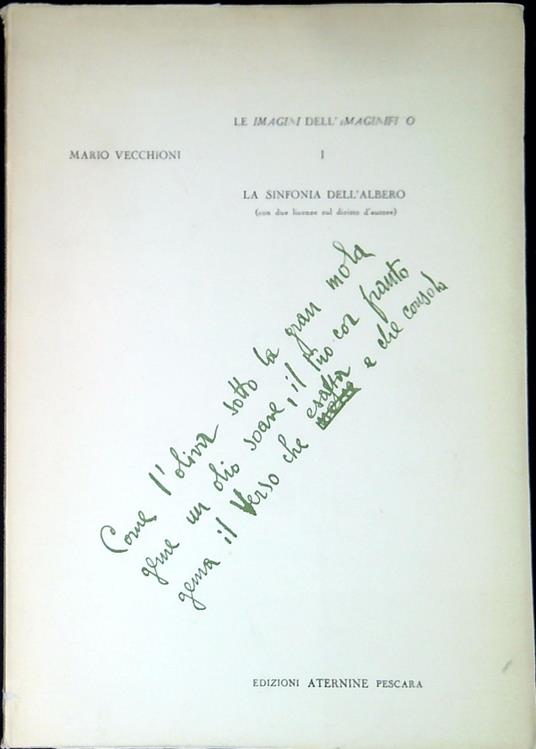 LE IMAGINI DELL'IMAGINIFICO
MARIO VECCHIONI
I
LA SINFONIA DELL'ALBERO
(con due licenze sul diritto d'autore)
Come l'oliva sotto la gran mola
geme un olio soave, il tuo cor franto
gema il Verso che esalta e che consola
EDIZIONI ATERNINE PESCARA